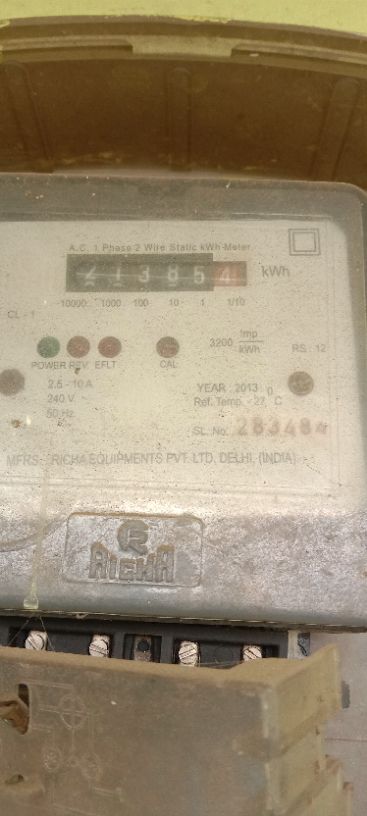 A.C. 1 Phase 2 Wire Static kWh Meter
213854 kWh
10000 1000 100 10 1 1/10
CL - 1
3200 Imp/kWh
RS : 12
POWER REV EFLT CAL
2.5 - 10 A
240 V
50 Hz
YEAR : 2013
Ref. Temp. - 27 °C
SL. No. 283484
MFRS. RICHA EQUIPMENTS PVT. LTD. DELHI, (INDIA)
R
RICHA